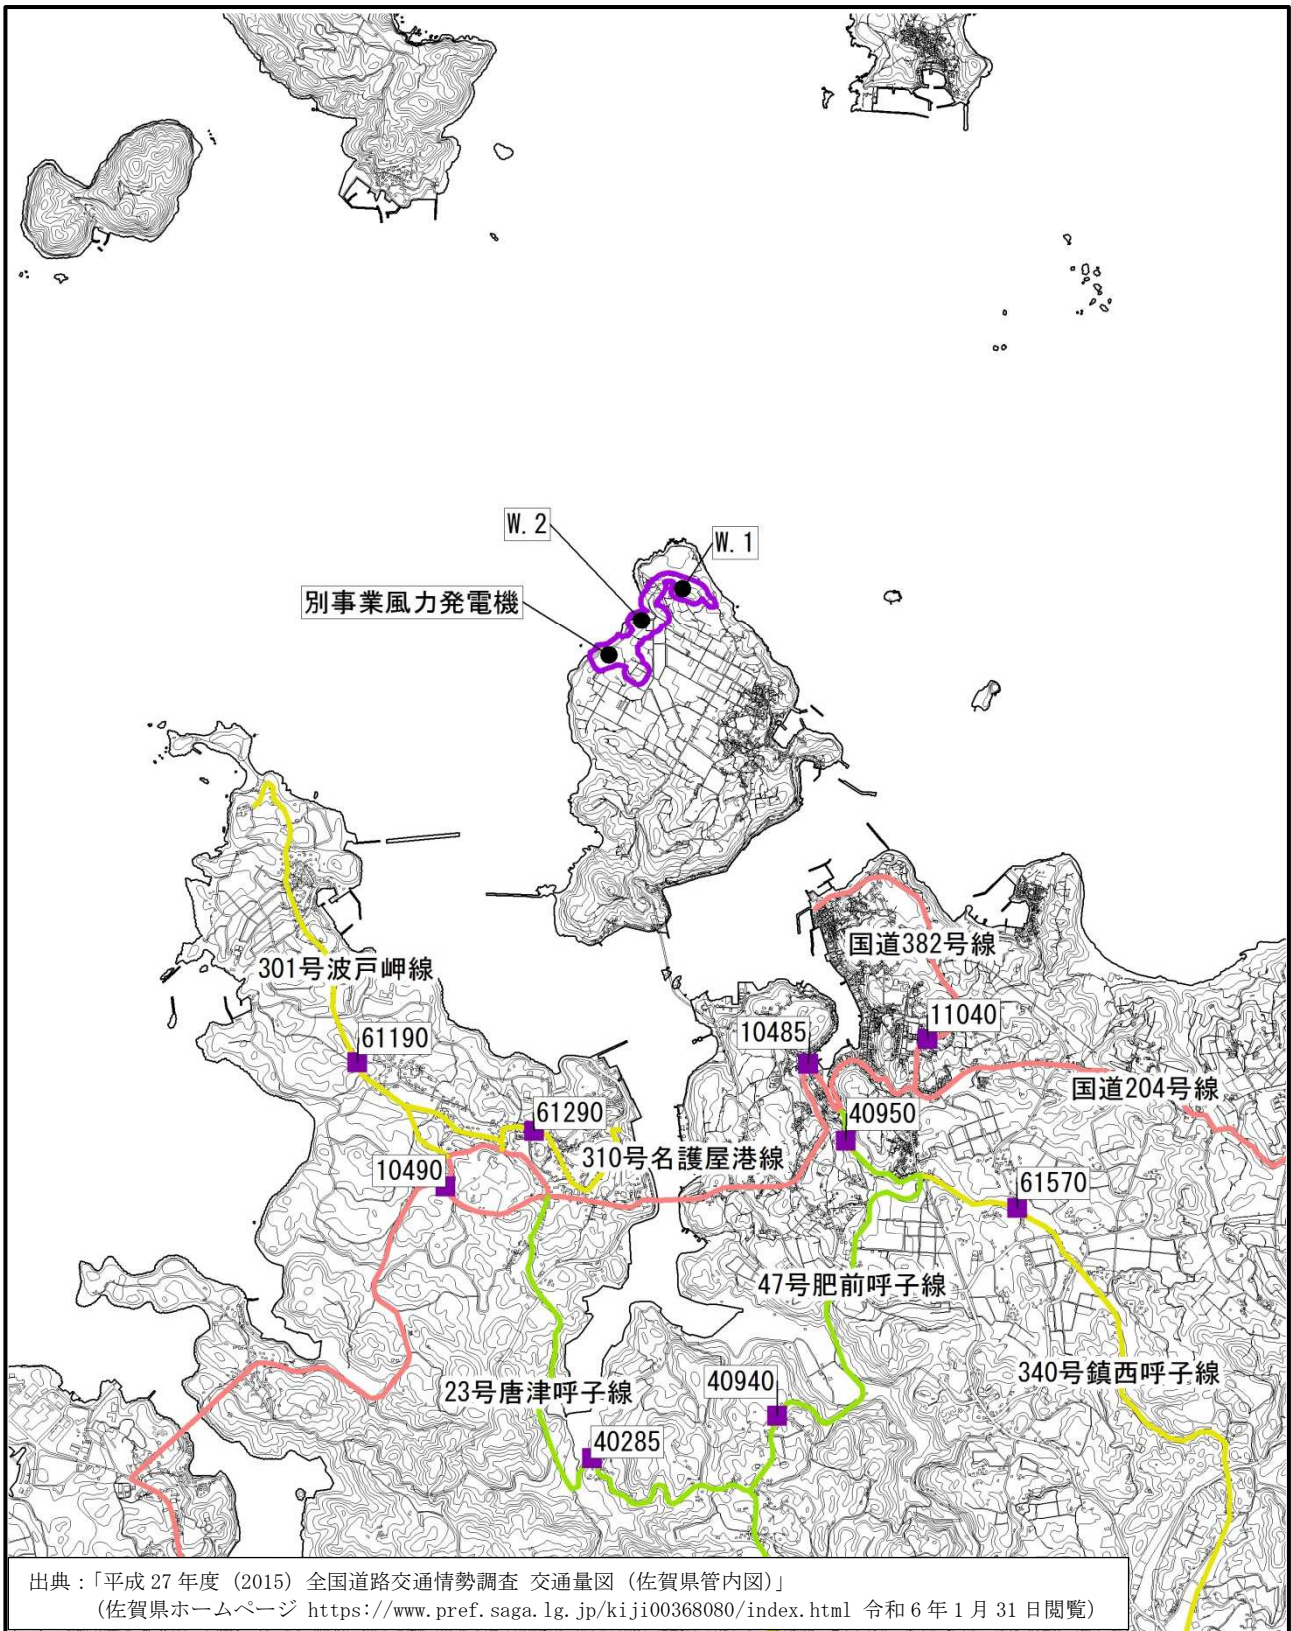 W.2
W.1
別事業風力発電機
国道382号線
301号波戸岬線
11040
10485
61190
国道204号線
61290
40950
310号名護屋港線
10490
61570
47号肥前呼子線
340号鎮西呼子線
23号唐津呼子線
40940
40285
出典：「平成27年度（2015）全国道路交通情勢調査 交通量図（佐賀県管内図）」
（佐賀県ホームページ https://www.pref.saga.lg.jp/kiji00368080/index.html 令和6年1月31日閲覧）